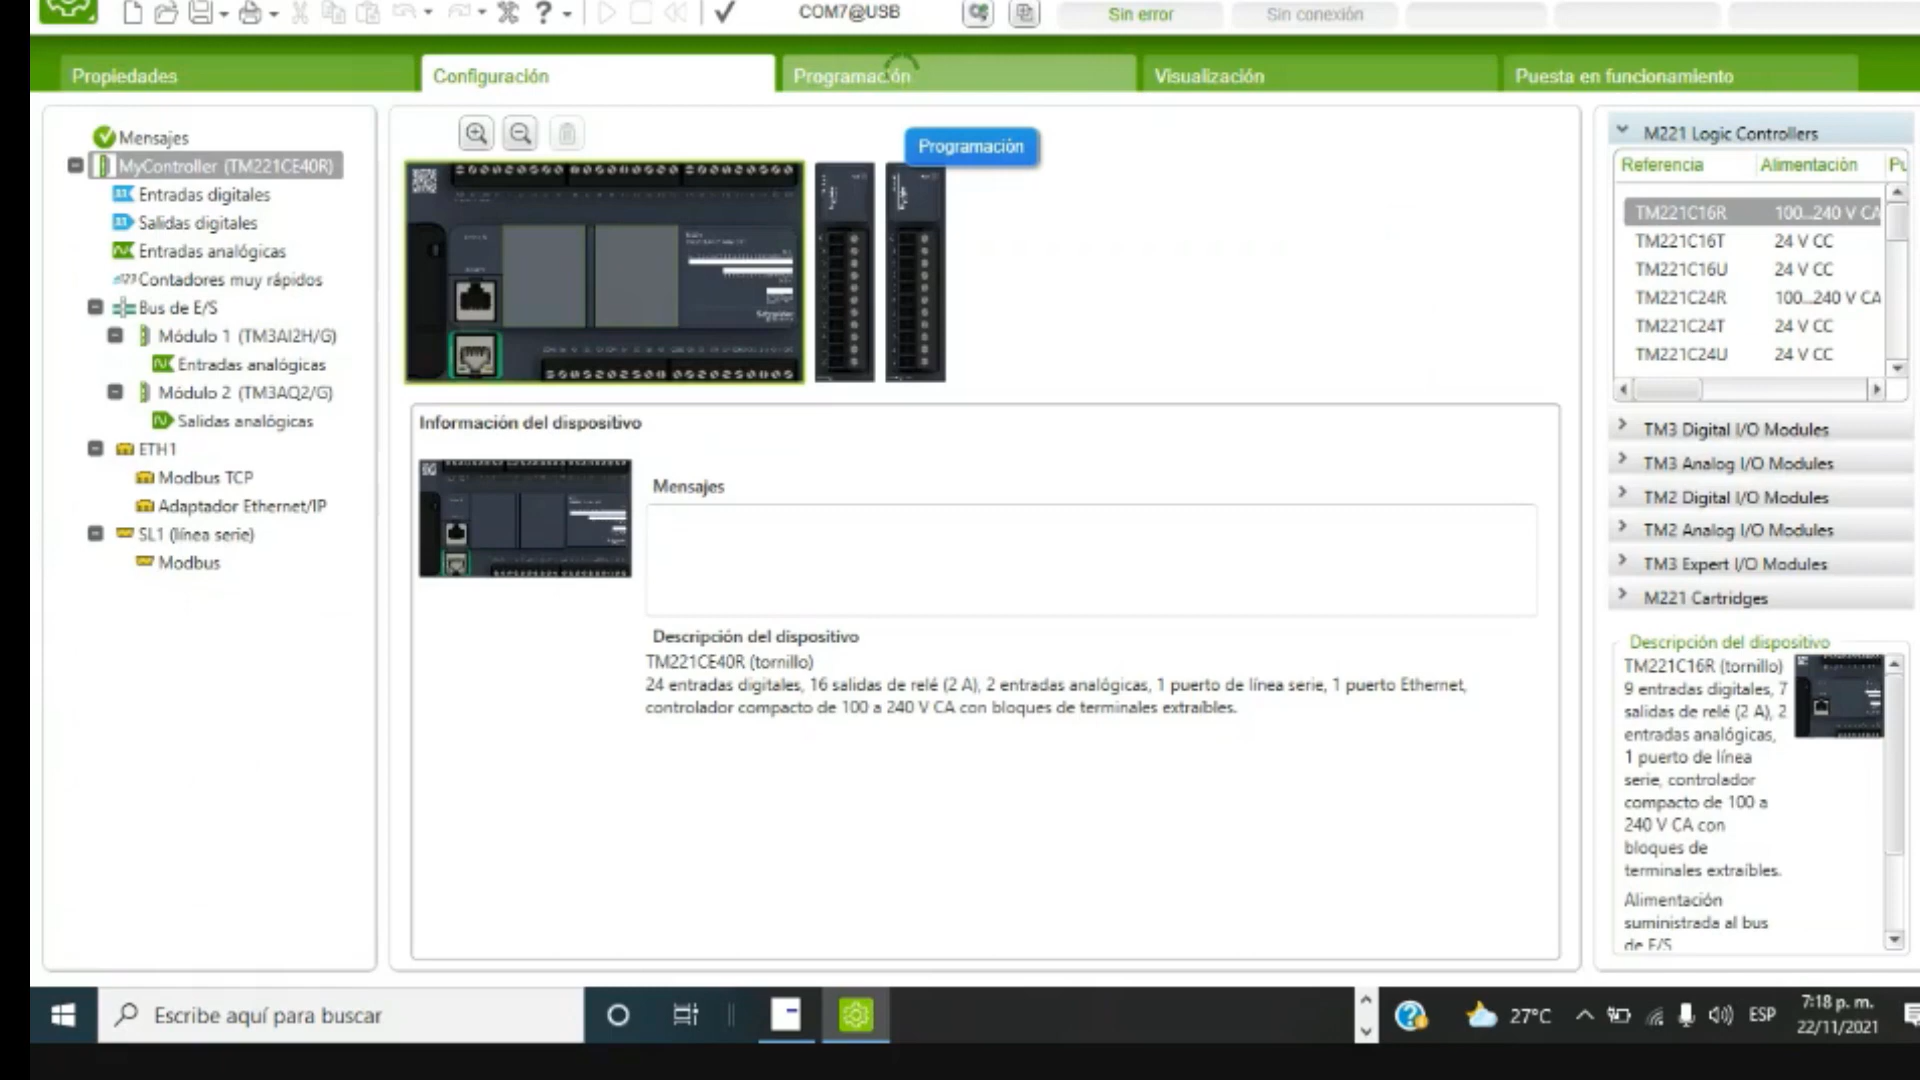 COM7@USB
Sin error
Sin conexión
Propiedades
Configuración
Programación
Visualización
Puesta en funcionamiento
Mensajes
MyController (TM221CE40R)
Entradas digitales
Salidas digitales
Entradas analógicas
Contadores muy rápidos
Bus de E/S
Módulo 1 (TM3AI2H/G)
Entradas analógicas
Módulo 2 (TM3AQ2/G)
Salidas analógicas
ETH1
Modbus TCP
Adaptador Ethernet/IP
SL1 (línea serie)
Modbus
Programación
Información del dispositivo
Mensajes
Descripción del dispositivo
TM221CE40R (tornillo)
24 entradas digitales, 16 salidas de relé (2 A), 2 entradas analógicas, 1 puerto de línea serie, 1 puerto Ethernet,
controlador compacto de 100 a 240 V CA con bloques de terminales extraíbles.
M221 Logic Controllers
Referencia Alimentación Pu
TM221C16R 100...240 V CA
TM221C16T 24 V CC
TM221C16U 24 V CC
TM221C24R 100...240 V CA
TM221C24T 24 V CC
TM221C24U 24 V CC
TM3 Digital I/O Modules
TM3 Analog I/O Modules
TM2 Digital I/O Modules
TM2 Analog I/O Modules
TM3 Expert I/O Modules
M221 Cartridges
Descripción del dispositivo
TM221C16R (tornillo)
9 entradas digitales, 7
salidas de relé (2 A), 2
entradas analógicas,
1 puerto de línea
serie, controlador
compacto de 100 a
240 V CA con
bloques de
terminales extraíbles.
Alimentación
suministrada al bus
de E/S
Escribe aquí para buscar
27°C
ESP
7:18 p. m.
22/11/2021